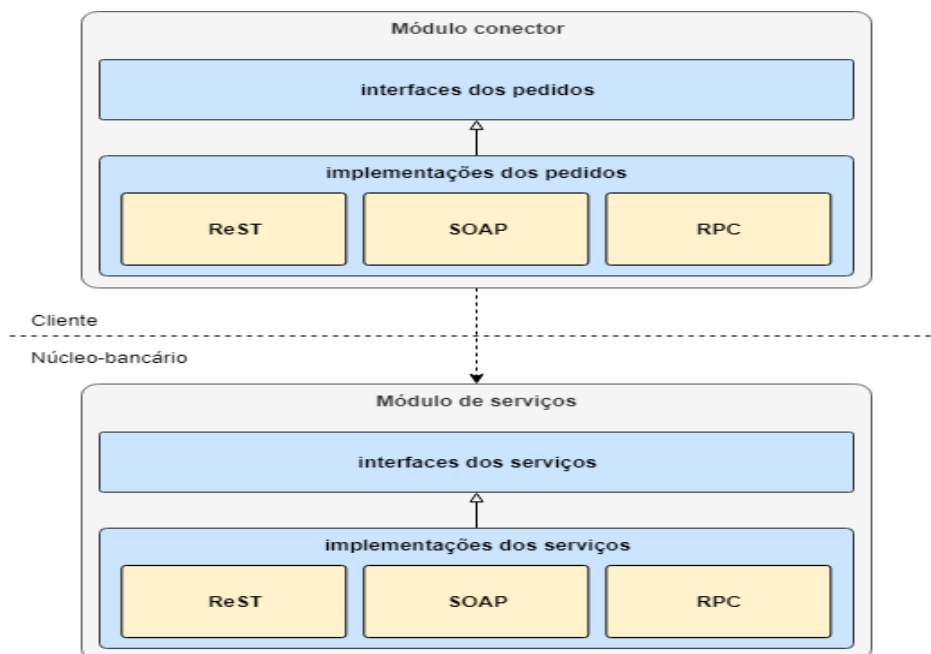 Módulo conector
interfaces dos pedidos
implementações dos pedidos
ReST
SOAP
RPC
Cliente
Núcleo-bancário
Módulo de serviços
interfaces dos serviços
implementações dos serviços
ReST
SOAP
RPC